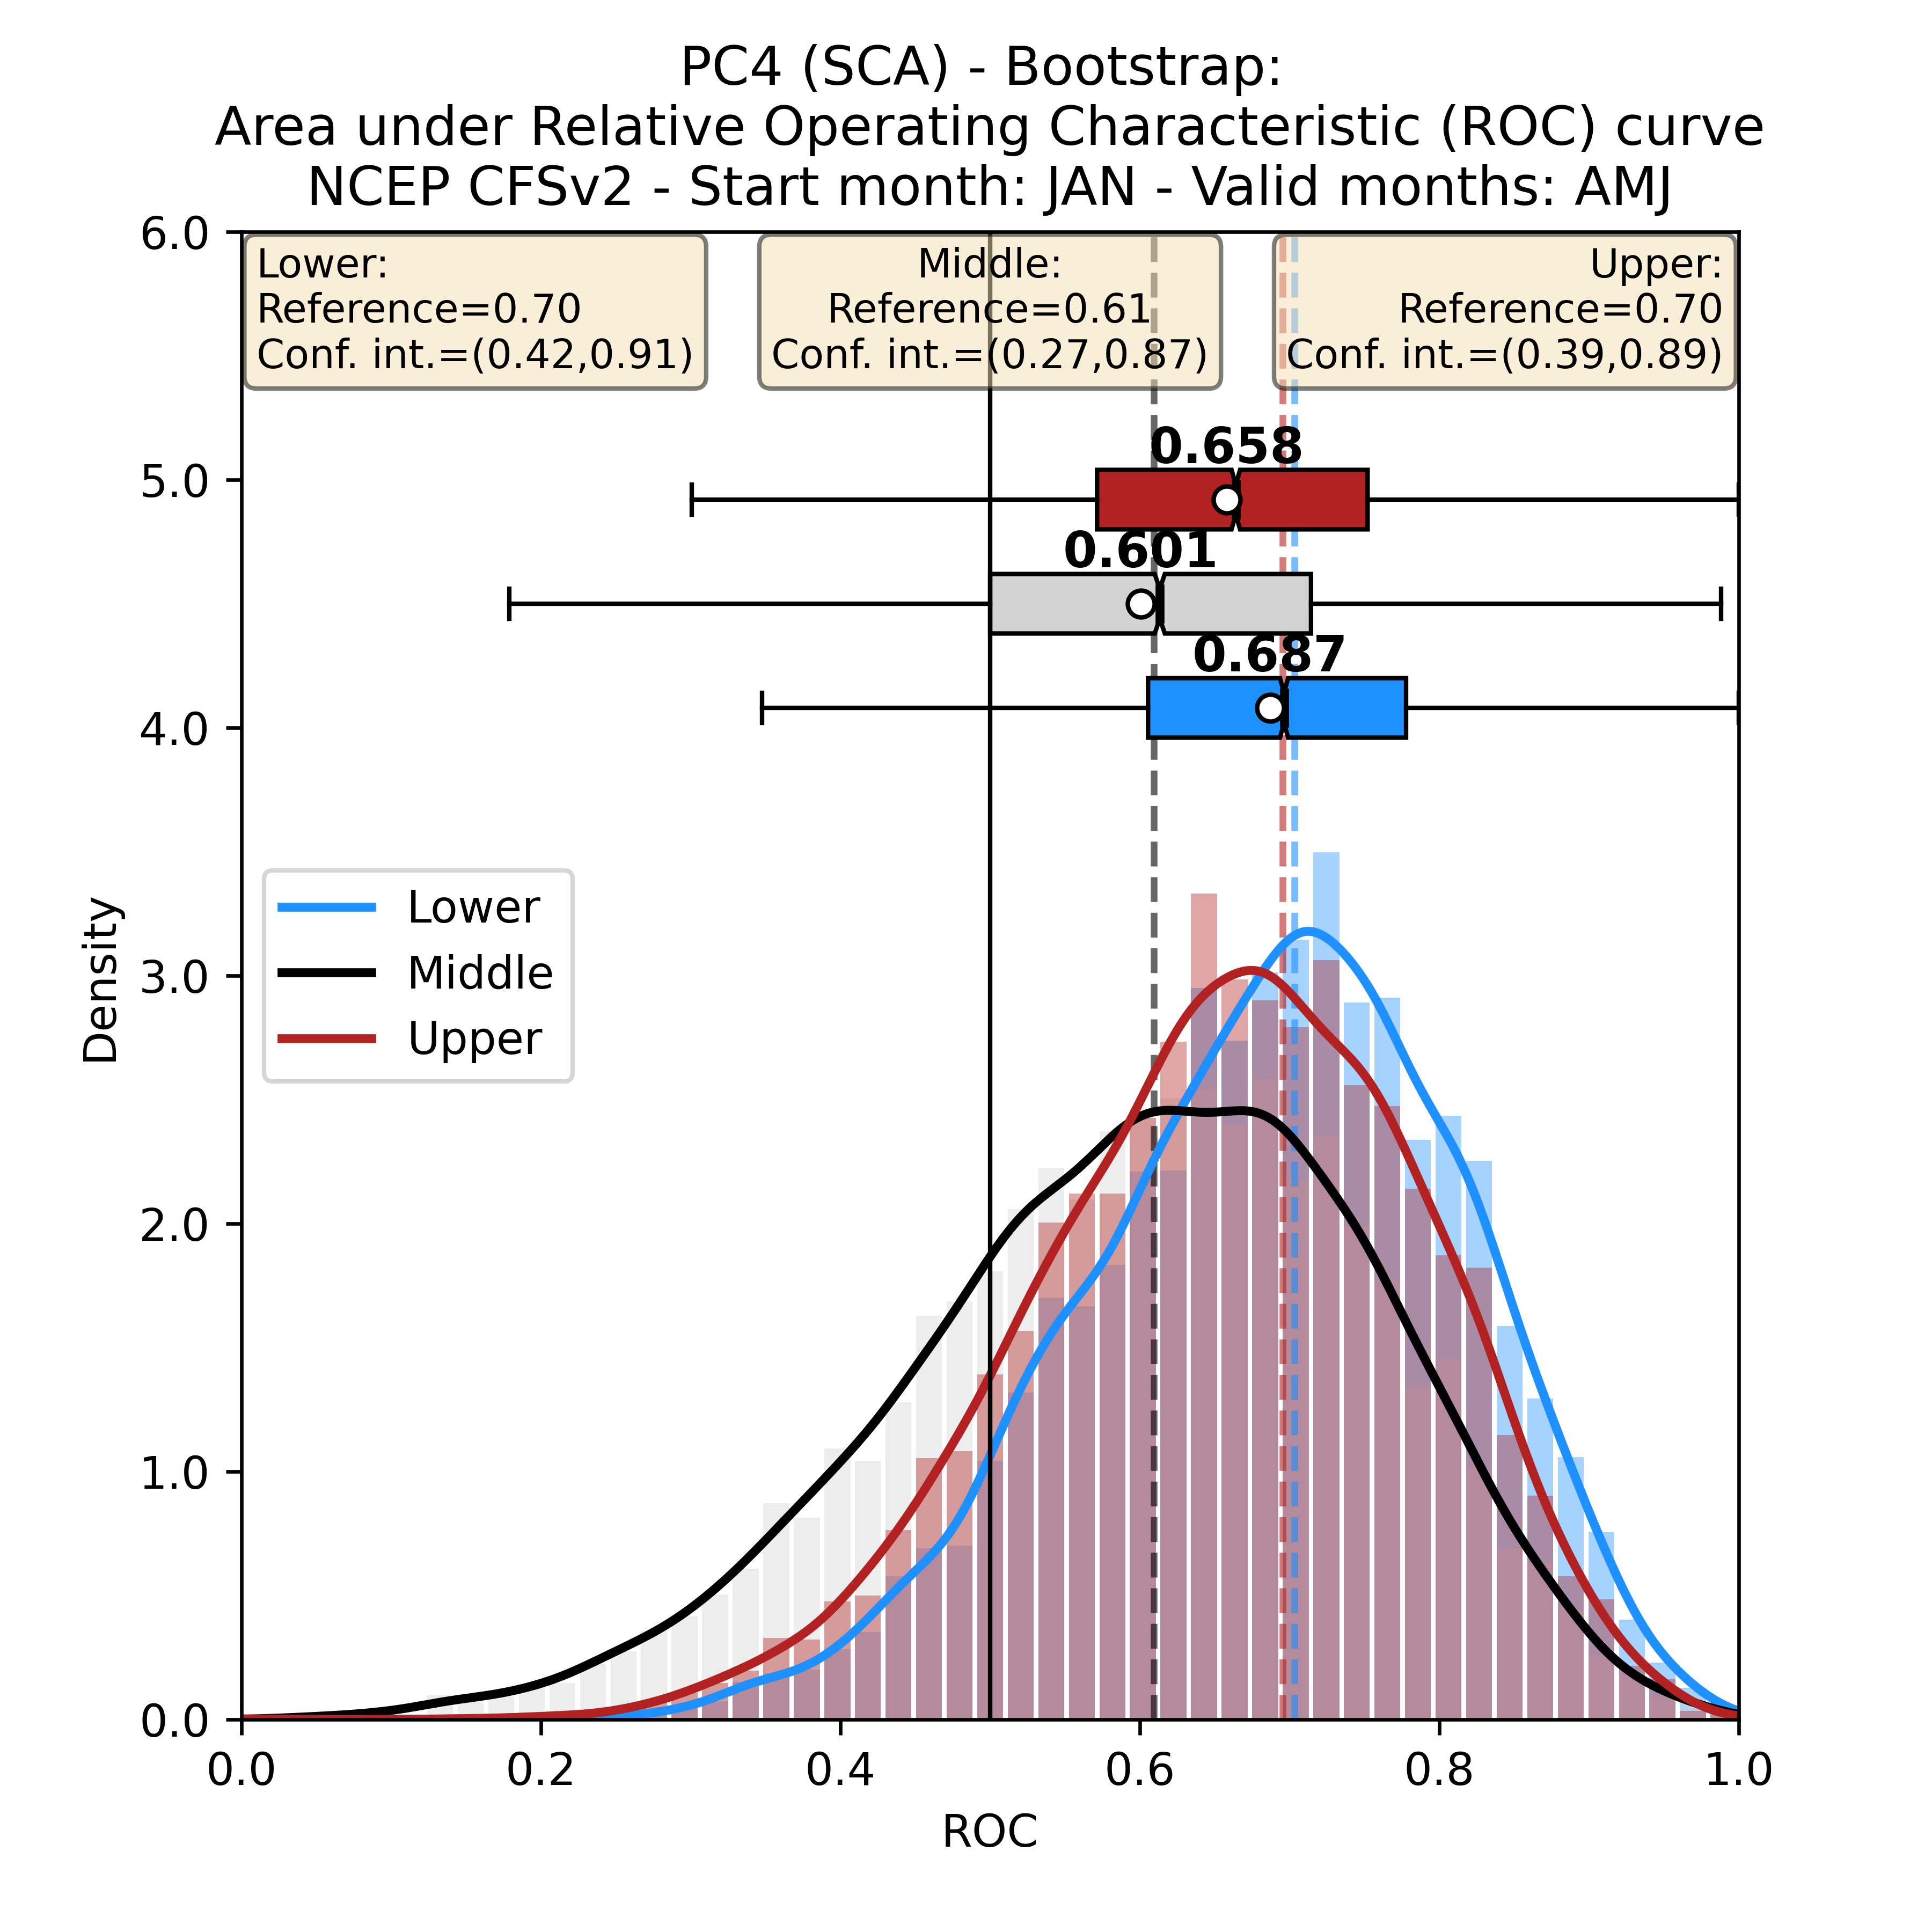 PC4 (SCA) - Bootstrap:
Area under Relative Operating Characteristic (ROC) curve
NCEP CFSv2 - Start month: JAN - Valid months: AMJ
Lower:
Reference=0.70
Conf. int.=(0.42,0.91)
Middle:
Reference=0.61
Conf. int.=(0.27,0.87)
Upper:
Reference=0.70
Conf. int.=(0.39,0.89)
0.658
0.601
0.687
Lower
Middle
Upper
Density
6.0
5.0
4.0
3.0
2.0
1.0
0.0
0.0 0.2 0.4 0.6 0.8 1.0
ROC